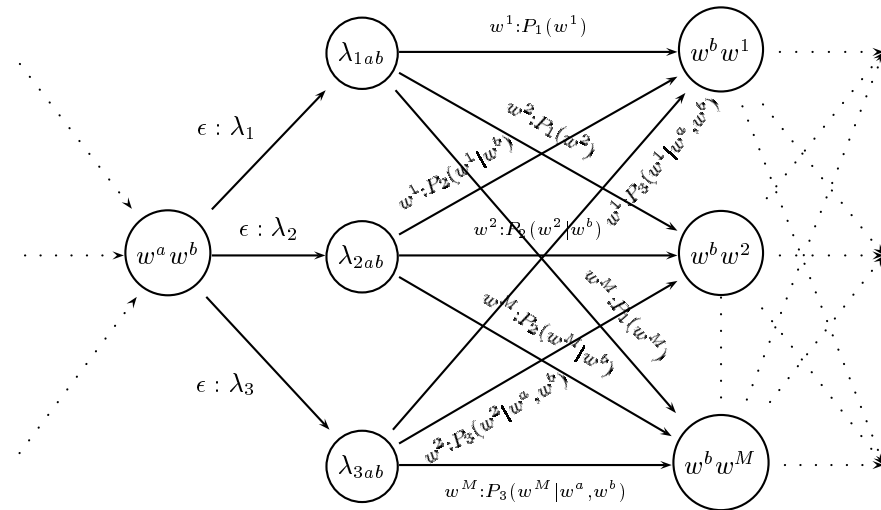 w^1:P_1(w^1)
λ_{1ab}
w^b w^1
ϵ : λ_1
w^2:P_1(w^2)
w^1:P_2(w^1|w^b)
w^1:P_3(w^1|w^a,w^b)
w^a w^b
ϵ : λ_2
λ_{2ab}
w^2:P_2(w^2|w^b)
w^b w^2
w^M:P_1(w^M)
w^M:P_2(w^M|w^b)
ϵ : λ_3
w^2:P_3(w^2|w^a,w^b)
λ_{3ab}
w^b w^M
w^M:P_3(w^M|w^a,w^b)